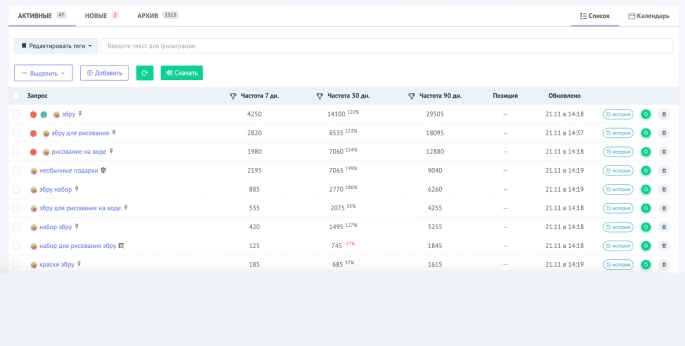 АКТИВНЫЕ 47 НОВЫЕ 3 АРХИВ 3315 Список Календарь
Редактировать теги Введите текст для фильтрации
Выделить Добавить Скачать
Запрос Частота 7 дн. Частота 30 дн. Частота 90 дн. Позиция Обновлено
эбру 4250 14100 120% 29505 — 21.11 в 14:18 история
эбру для рисования 2820 8535 113% 18095 — 21.11 в 14:37 история
рисование на воде 1980 7060 154% 12880 — 21.11 в 14:18 история
необычные подарки 2195 7065 199% 9040 — 21.11 в 14:19 история
эбру набор 885 2770 186% 6260 — 21.11 в 14:18 история
эбру для рисования на воде 535 2075 55% 4255 — 21.11 в 14:18 история
набор эбру 420 1495 127% 3255 — 21.11 в 14:18 история
набор для рисования эбру 125 745 -17% 1845 — 21.11 в 14:18 история
краски эбру 185 685 37% 1615 — 21.11 в 14:19 история